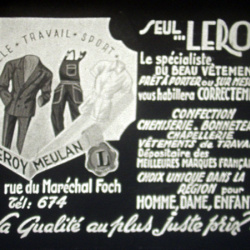 LE • TRAVAIL • SPORT
LEROY MEULAN
L
rue du Maréchal Foch
Tél: 674
SEUL... LEROY
Le spécialiste
DU BEAU VÊTEMENT
PRÊT À PORTER OU SUR MESURE
vous habillera CORRECTEMENT
CONFECTION
CHEMISERIE. BONNETERIE
CHAPELLERIE
VÊTEMENTS DE TRAVAIL
Dépositaire des
MEILLEURES MARQUES FRANÇAISES
CHOIX UNIQUE DANS LA
RÉGION pour
HOMME, DAME, ENFANT
La Qualité au plus juste prix